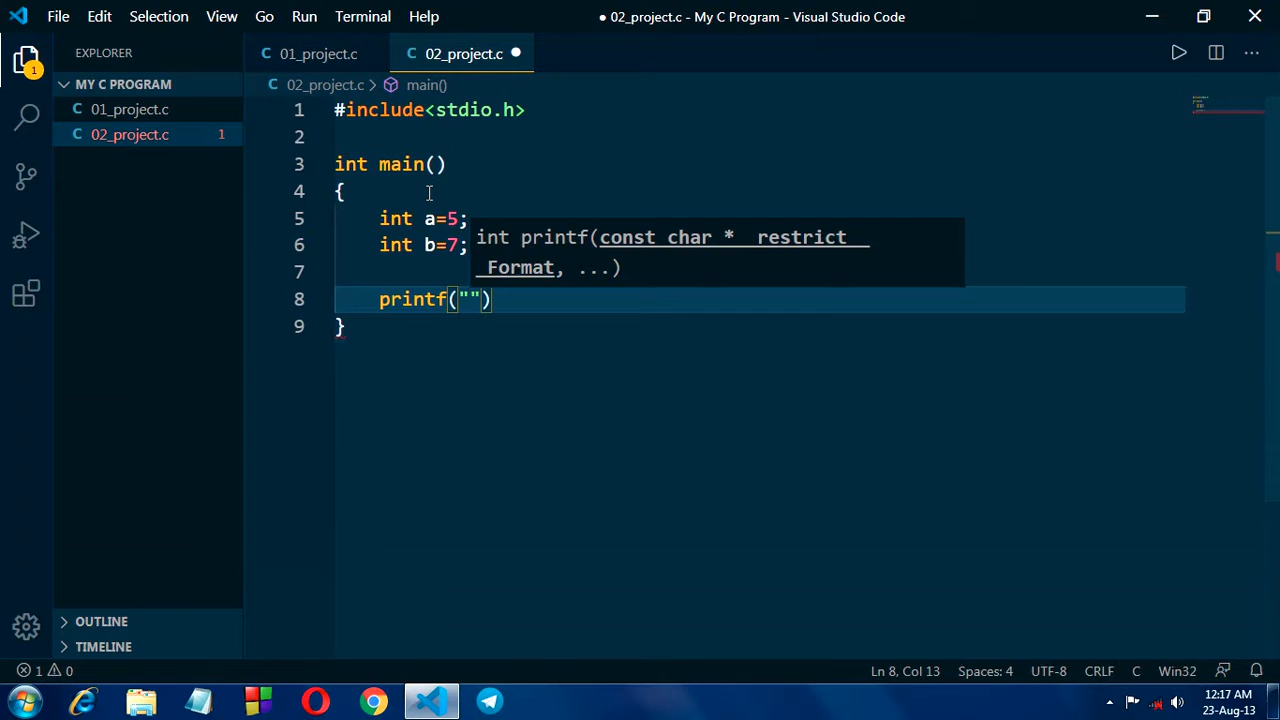 File Edit Selection View Go Run Terminal Help
● 02_project.c - My C Program - Visual Studio Code
EXPLORER
01_project.c
02_project.c ●
MY C PROGRAM
02_project.c > main()
1
01_project.c
02_project.c 1
1 #include<stdio.h>
2
3 int main()
4 {
5 int a=5;
6 int b=7;
int printf(const char * restrict
_Format, ...)
7
8 printf("")
9 }
OUTLINE
TIMELINE
1 0
Ln 8, Col 13 Spaces: 4 UTF-8 CRLF C Win32
12:17 AM
23-Aug-13